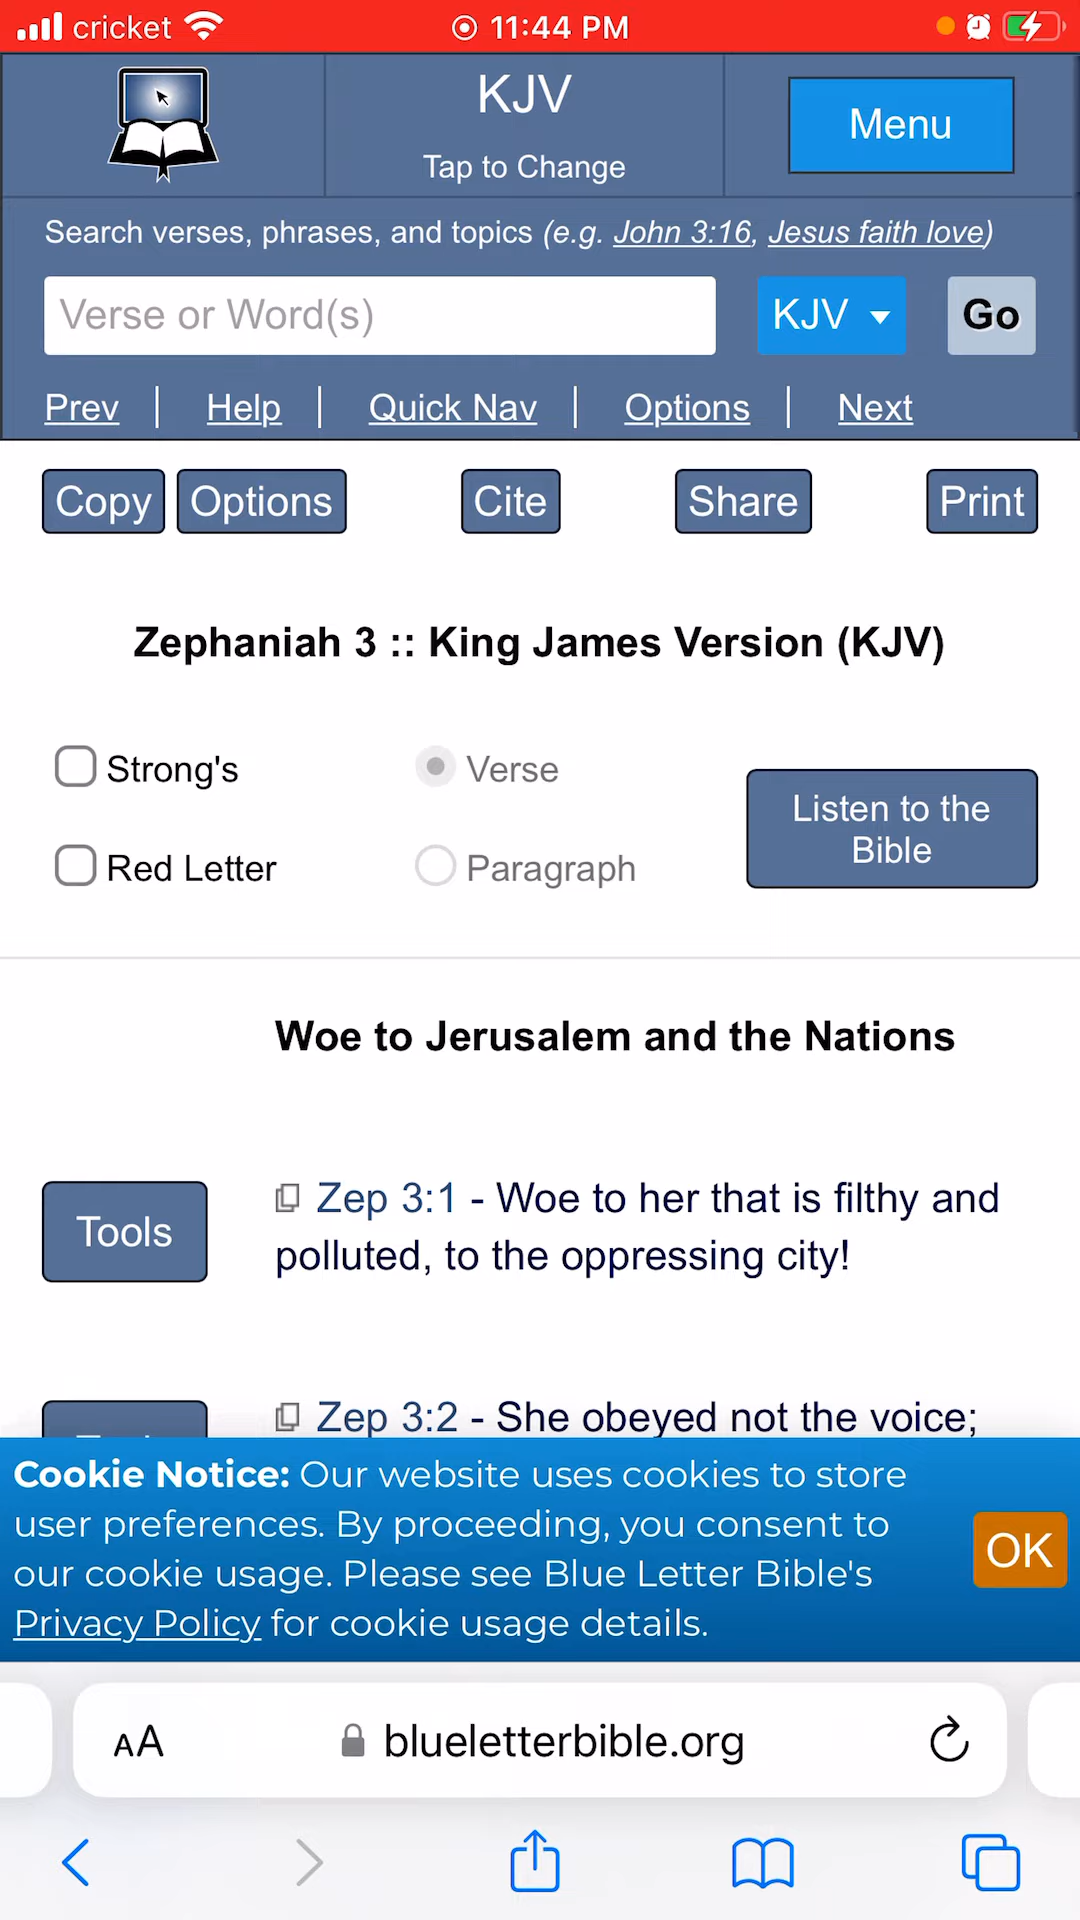 cricket 11:44 PM
KJV
Tap to Change
Menu
Search verses, phrases, and topics (e.g. John 3:16, Jesus faith love)
Verse or Word(s) KJV Go
Prev | Help | Quick Nav | Options | Next
Copy Options Cite Share Print
Zephaniah 3 :: King James Version (KJV)
Strong's Verse
Listen to the
Bible
Red Letter Paragraph
Woe to Jerusalem and the Nations
Tools
Zep 3:1 - Woe to her that is filthy and
polluted, to the oppressing city!
Zep 3:2 - She obeyed not the voice;
Cookie Notice: Our website uses cookies to store
user preferences. By proceeding, you consent to
our cookie usage. Please see Blue Letter Bible's
Privacy Policy for cookie usage details.
OK
AA blueletterbible.org